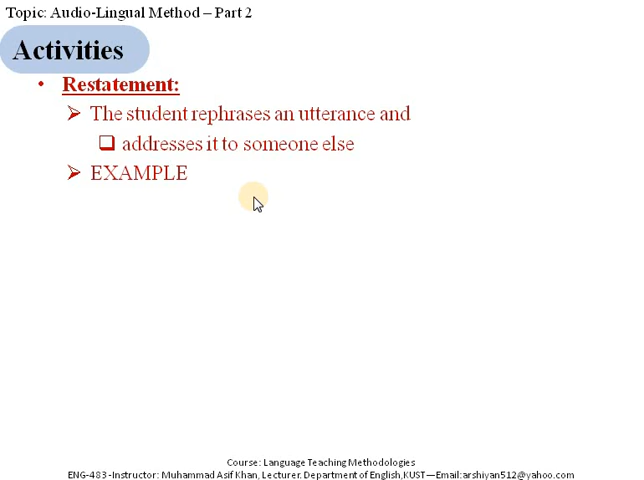 Topic: Audio-Lingual Method – Part 2
Activities
• Restatement:
➢ The student rephrases an utterance and
❑ addresses it to someone else
➢ EXAMPLE
Course: Language Teaching Methodologies
ENG-483 -Instructor: Muhammad Asif Khan, Lecturer. Department of English,KUST—Email:arshiyan512@yahoo.com